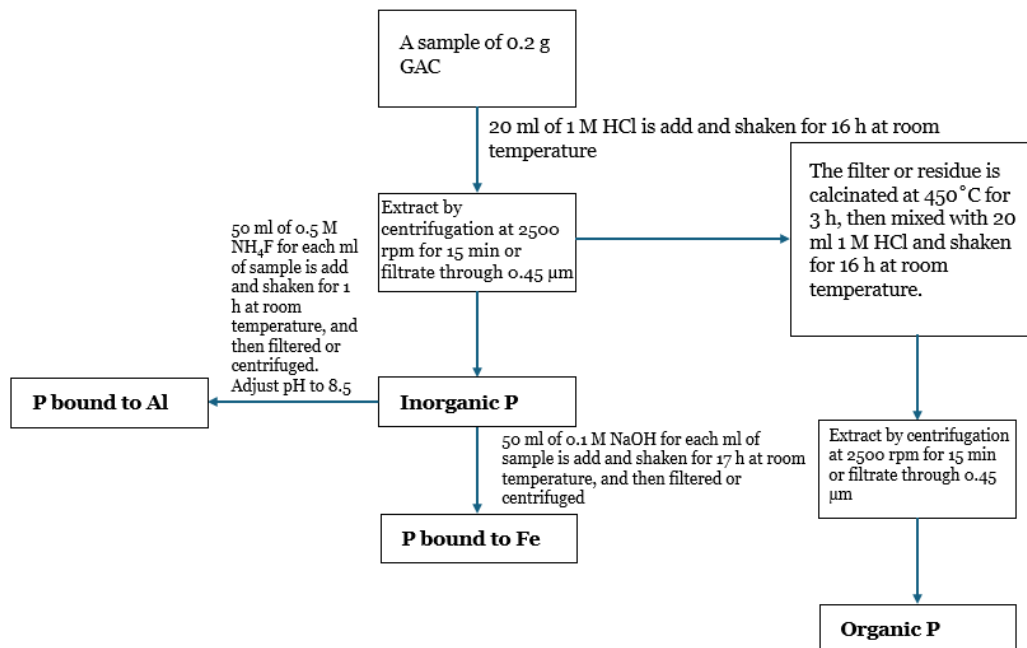 A sample of 0.2 g
GAC
20 ml of 1 M HCl is add and shaken for 16 h at room
temperature
The filter or residue is
calcinated at 450˚C for
3 h, then mixed with 20
ml 1 M HCl and shaken
for 16 h at room
temperature.
Extract by
centrifugation at 2500
rpm for 15 min or
filtrate through 0.45 µm
50 ml of 0.5 M
NH₄F for each ml
of sample is add
and shaken for 1
h at room
temperature, and
then filtered or
centrifuged.
Adjust pH to 8.5
P bound to Al
Inorganic P
50 ml of 0.1 M NaOH for each ml of
sample is add and shaken for 17 h at room
temperature, and then filtered or
centrifuged
Extract by centrifugation
at 2500 rpm for 15 min
or filtrate through 0.45
µm
P bound to Fe
Organic P